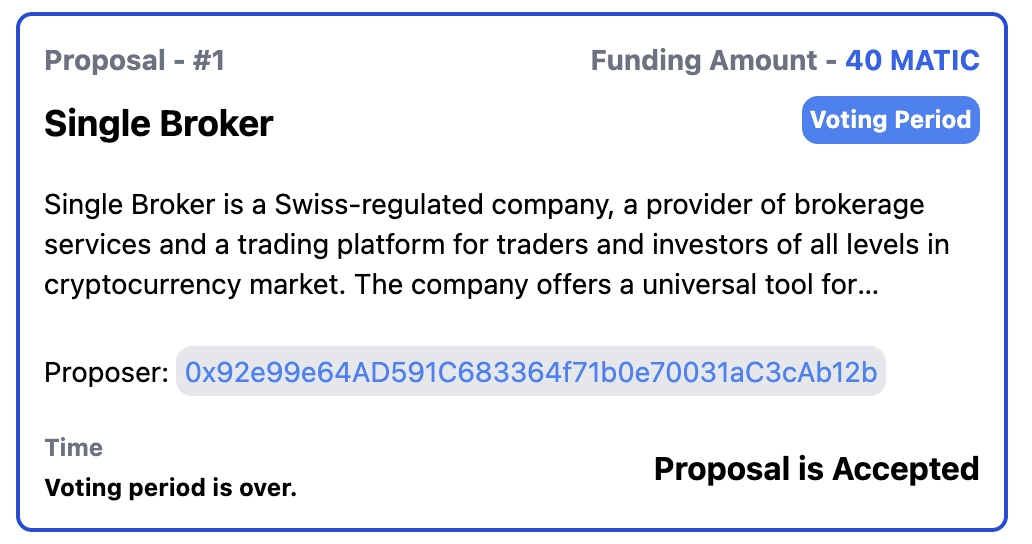 Proposal - #1
Funding Amount - 40 MATIC
Single Broker
Voting Period
Single Broker is a Swiss-regulated company, a provider of brokerage
services and a trading platform for traders and investors of all levels in
cryptocurrency market. The company offers a universal tool for...
Proposer: 0x92e99e64AD591C683364f71b0e70031aC3cAb12b
Time
Voting period is over.
Proposal is Accepted